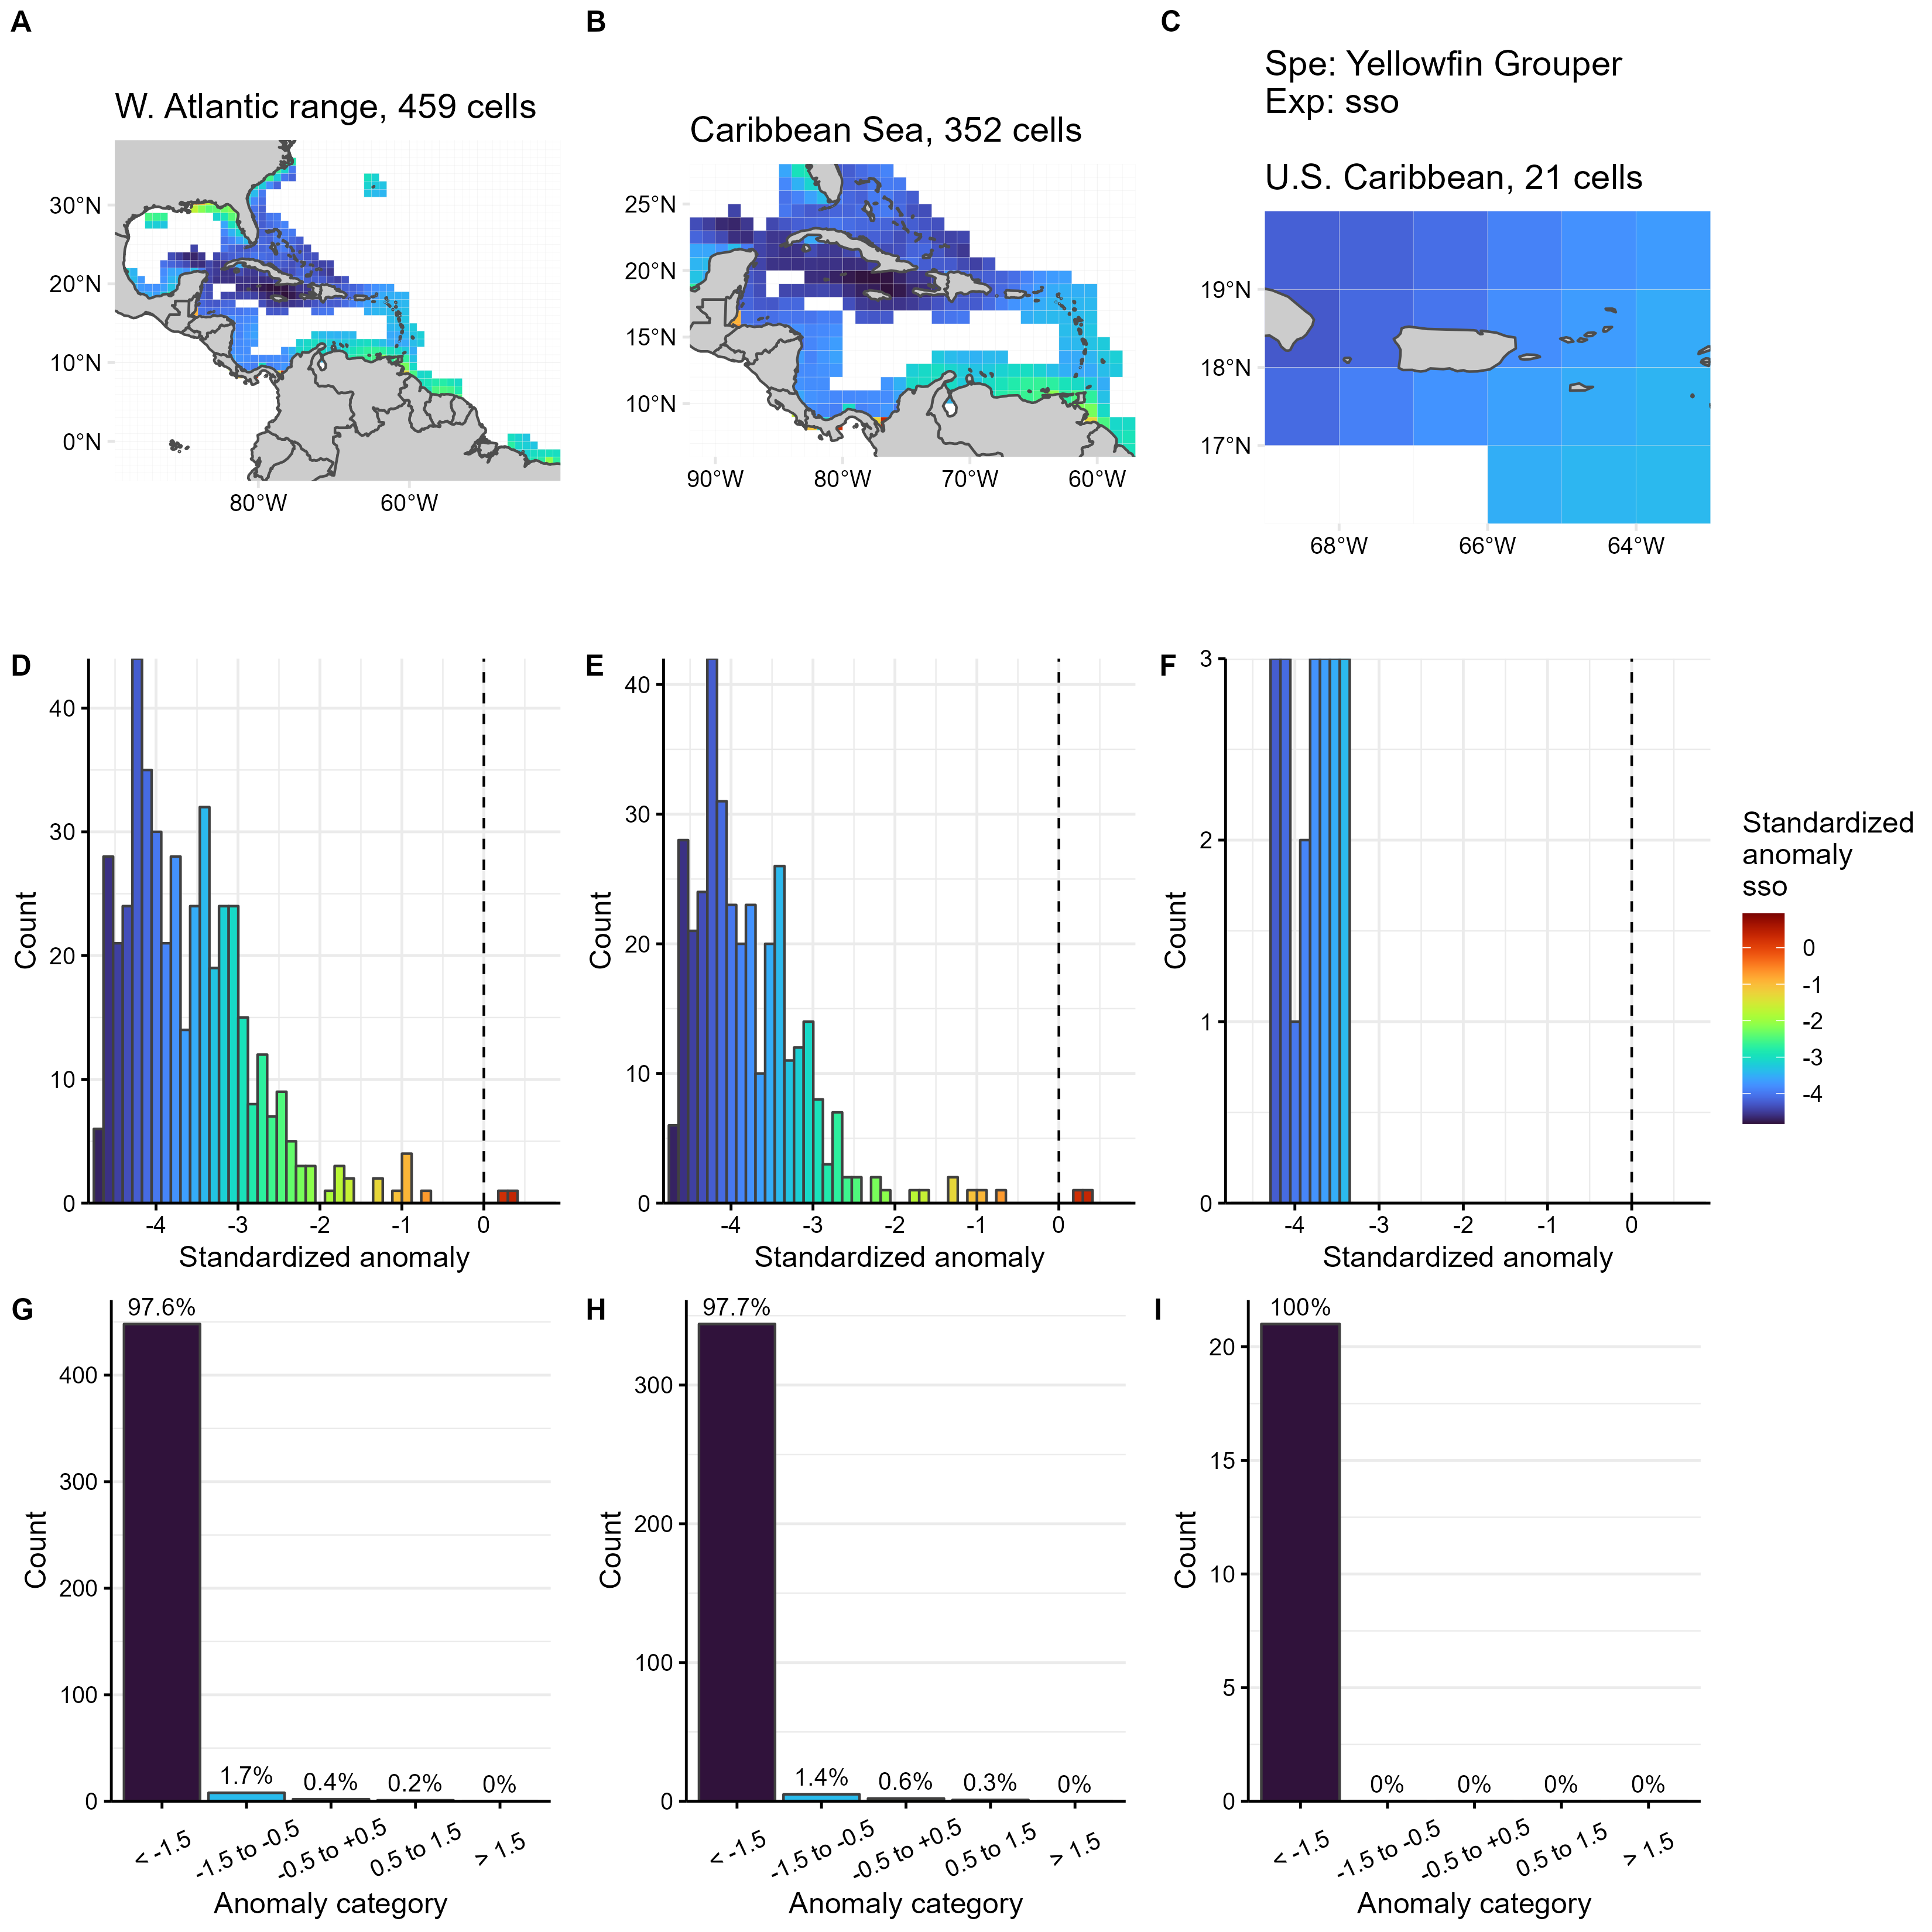 A
B
C
Spe: Yellowfin Grouper
Exp: sso
W. Atlantic range, 459 cells
Caribbean Sea, 352 cells
U.S. Caribbean, 21 cells
30°N
20°N
10°N
0°N
80°W
60°W
25°N
20°N
15°N
10°N
90°W
80°W
70°W
60°W
19°N
18°N
17°N
68°W
66°W
64°W
D
Count
40
30
20
10
0
-4
-3
-2
-1
0
Standardized anomaly
E
Count
40
30
20
10
0
-4
-3
-2
-1
0
Standardized anomaly
F
Count
3
2
1
0
-4
-3
-2
-1
0
Standardized anomaly
Standardized
anomaly
sso
0
-1
-2
-3
-4
G
Count
400
300
200
100
0
97.6%
1.7%
0.4%
0.2%
0%
< -1.5
-1.5 to -0.5
-0.5 to +0.5
0.5 to 1.5
> 1.5
Anomaly category
H
Count
300
200
100
0
97.7%
1.4%
0.6%
0.3%
0%
< -1.5
-1.5 to -0.5
-0.5 to +0.5
0.5 to 1.5
> 1.5
Anomaly category
I
Count
20
15
10
5
0
100%
0%
0%
0%
0%
< -1.5
-1.5 to -0.5
-0.5 to +0.5
0.5 to 1.5
> 1.5
Anomaly category